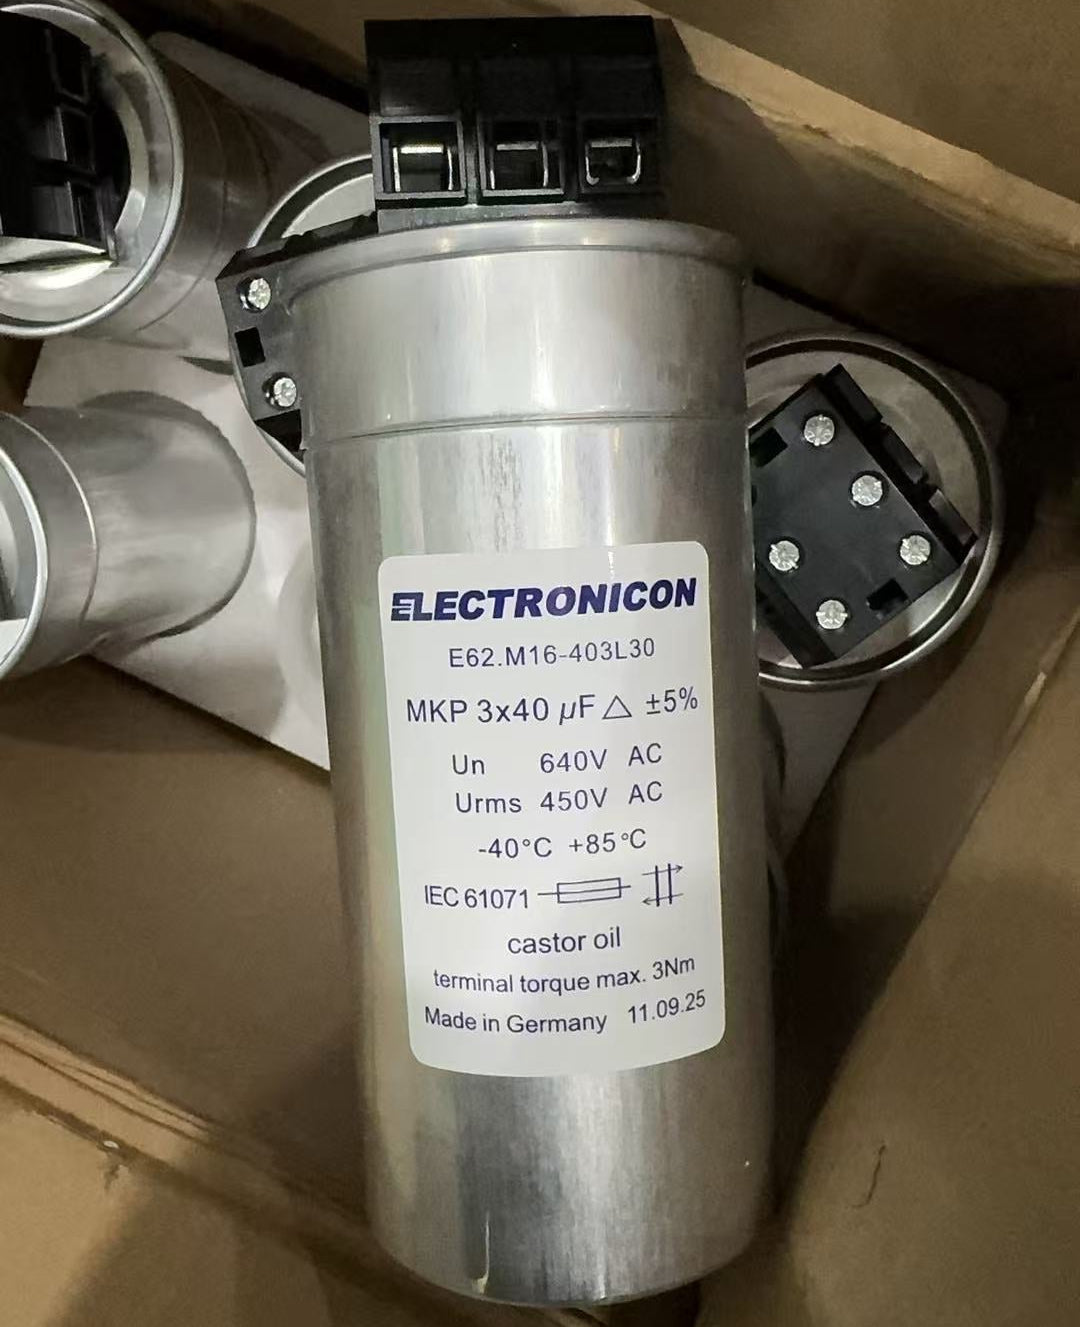 ELECTRONICON
E62.M16-403L30
MKP 3x40 µF △ ±5%
Un 640V AC
Urms 450V AC
-40°C +85°C
IEC 61071
castor oil
terminal torque max. 3Nm
Made in Germany 11.09.25